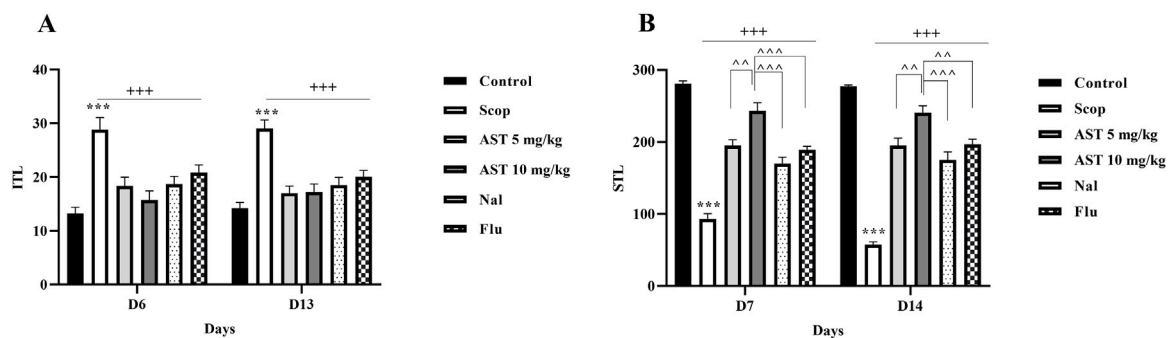 A
+++
+++
***
***
40
30
20
10
0
ITL
D6
D13
Days
Control
Scop
AST 5 mg/kg
AST 10 mg/kg
Nal
Flu
B
+++
+++
^^^
^^
^^^
^^
^^
^^^
***
***
300
200
100
0
STL
D7
D14
Days
Control
Scop
AST 5 mg/kg
AST 10 mg/kg
Nal
Flu